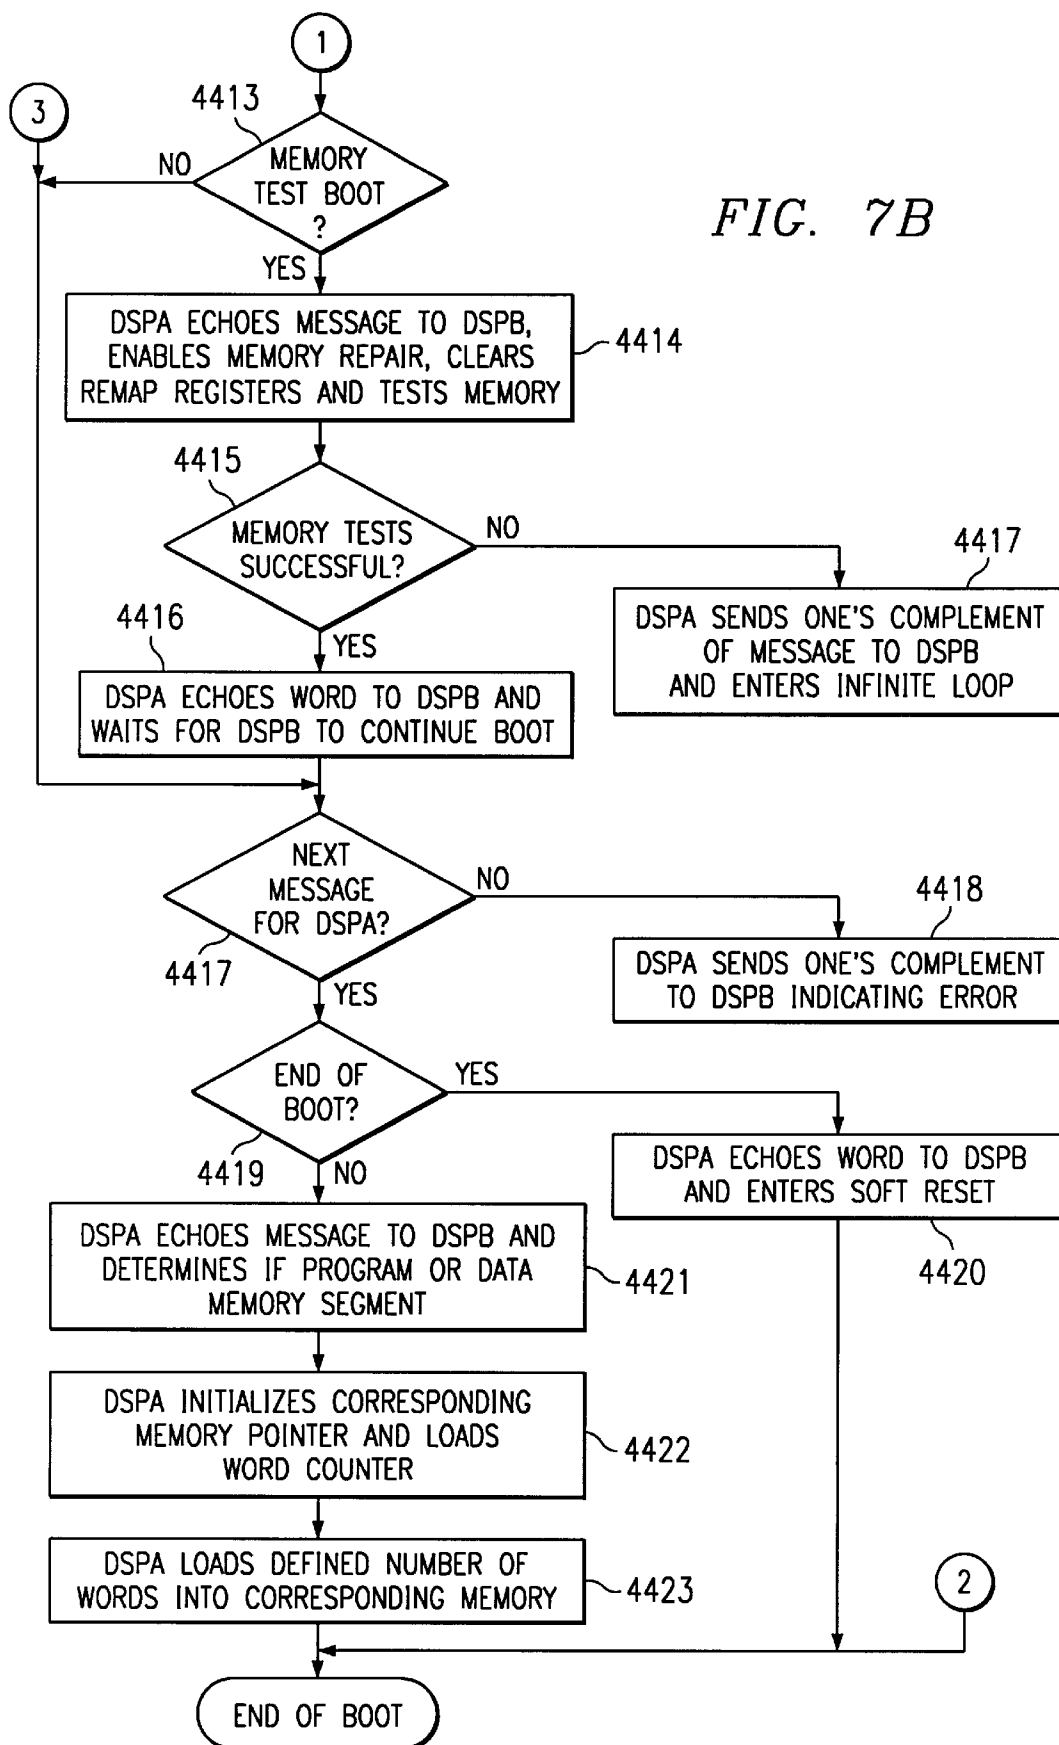 1
3
4413
NO
MEMORY
TEST BOOT
?
FIG. 7B
YES
DSPA ECHOES MESSAGE TO DSPB,
ENABLES MEMORY REPAIR, CLEARS
REMAP REGISTERS AND TESTS MEMORY
4414
4415
MEMORY TESTS
SUCCESSFUL?
NO
4417
DSPA SENDS ONE'S COMPLEMENT
OF MESSAGE TO DSPB
AND ENTERS INFINITE LOOP
4416
YES
DSPA ECHOES WORD TO DSPB AND
WAITS FOR DSPB TO CONTINUE BOOT
NEXT
MESSAGE
FOR DSPA?
NO
4417
4418
DSPA SENDS ONE'S COMPLEMENT
TO DSPB INDICATING ERROR
YES
END OF
BOOT?
YES
4419
NO
DSPA ECHOES WORD TO DSPB
AND ENTERS SOFT RESET
4420
DSPA ECHOES MESSAGE TO DSPB AND
DETERMINES IF PROGRAM OR DATA
MEMORY SEGMENT
4421
DSPA INITIALIZES CORRESPONDING
MEMORY POINTER AND LOADS
WORD COUNTER
4422
DSPA LOADS DEFINED NUMBER OF
WORDS INTO CORRESPONDING MEMORY
4423
2
END OF BOOT